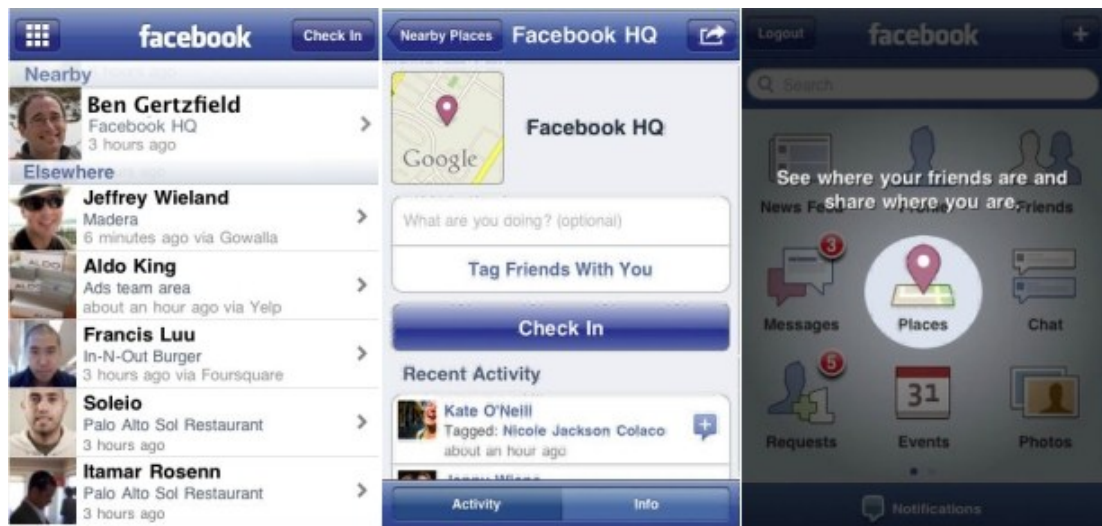 facebook
Check In
Nearby
Ben Gertzfield
Facebook HQ
3 hours ago
Elsewhere
Jeffrey Wieland
Madera
6 minutes ago via Gowalla
Aldo King
Ads team area
about an hour ago via Yelp
Francis Luu
In-N-Out Burger
3 hours ago via Foursquare
Soleio
Palo Alto Sol Restaurant
3 hours ago
Itamar Rosenn
Palo Alto Sol Restaurant
3 hours ago
Nearby Places
Facebook HQ
Google
Facebook HQ
What are you doing? (optional)
Tag Friends With You
Check In
Recent Activity
Kate O'Neill
Tagged: Nicole Jackson Colaco
about an hour ago
Activity
Info
Logout
facebook
+
Search
See where your friends are and
share where you are.
News Feed
Friends
3
Messages
Places
Chat
5
31
Requests
Events
Photos
Notifications